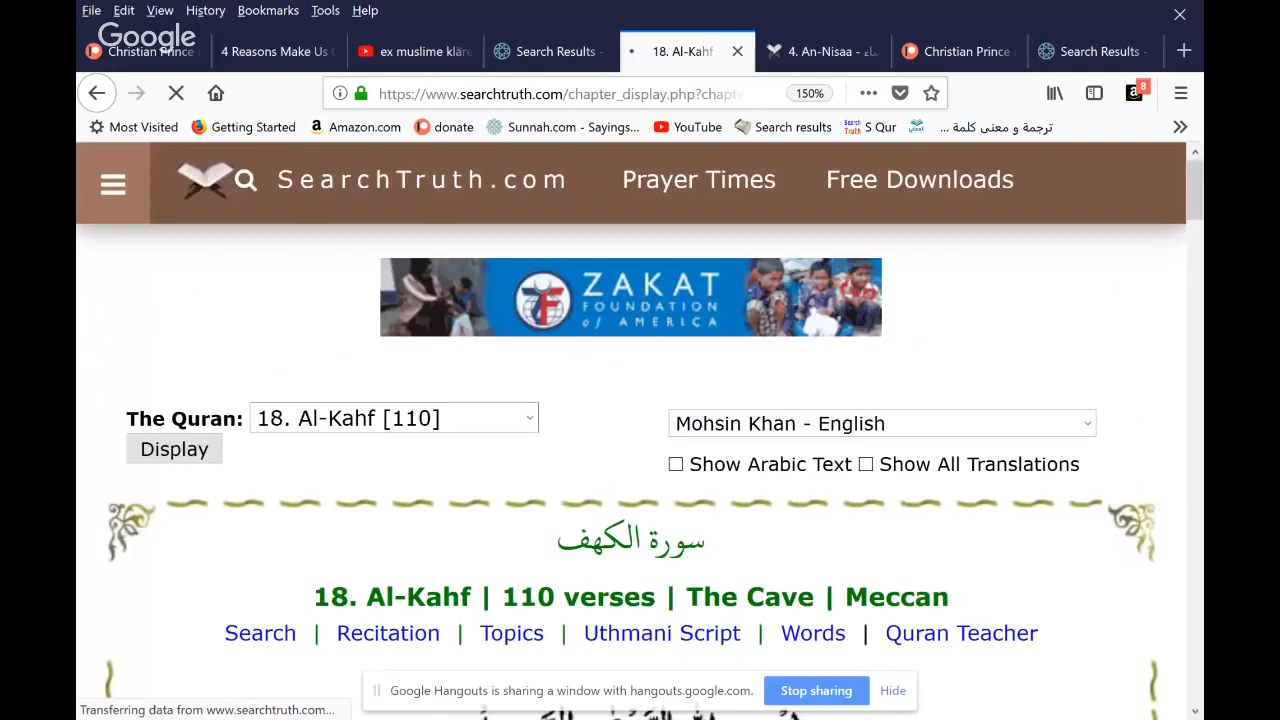 File Edit View History Bookmarks Tools Help
Google
Christian Prince 4 Reasons Make Us ex muslime kläre Search Results - 18. Al-Kahf 4. An-Nisaa - Christian Prince Search Results -
https://www.searchtruth.com/chapter_display.php?chapte 150% 8
Most Visited Getting Started Amazon.com donate Sunnah.com - Sayings... YouTube Search results S Qur ترجمة و معنى كلمة ...
SearchTruth.com Prayer Times Free Downloads
ZAKAT
FOUNDATION
of AMERICA
The Quran: 18. Al-Kahf [110] Mohsin Khan - English
Display Show Arabic Text Show All Translations
سورة الكهف
18. Al-Kahf | 110 verses | The Cave | Meccan
Search | Recitation | Topics | Uthmani Script | Words | Quran Teacher
Google Hangouts is sharing a window with hangouts.google.com. Stop sharing Hide
Transferring data from www.searchtruth.com...